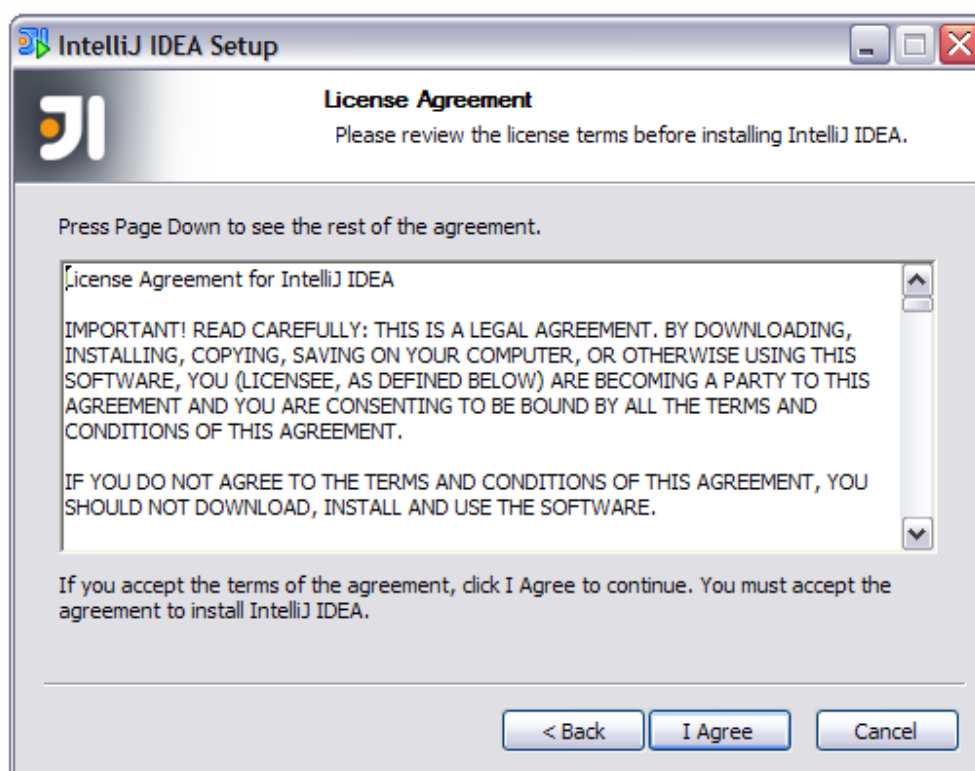 IntelliJ IDEA Setup
License Agreement
Please review the license terms before installing IntelliJ IDEA.
Press Page Down to see the rest of the agreement.
License Agreement for IntelliJ IDEA
IMPORTANT! READ CAREFULLY: THIS IS A LEGAL AGREEMENT. BY DOWNLOADING,
INSTALLING, COPYING, SAVING ON YOUR COMPUTER, OR OTHERWISE USING THIS
SOFTWARE, YOU (LICENSEE, AS DEFINED BELOW) ARE BECOMING A PARTY TO THIS
AGREEMENT AND YOU ARE CONSENTING TO BE BOUND BY ALL THE TERMS AND
CONDITIONS OF THIS AGREEMENT.
IF YOU DO NOT AGREE TO THE TERMS AND CONDITIONS OF THIS AGREEMENT, YOU
SHOULD NOT DOWNLOAD, INSTALL AND USE THE SOFTWARE.
If you accept the terms of the agreement, click I Agree to continue. You must accept the
agreement to install IntelliJ IDEA.
< Back
I Agree
Cancel